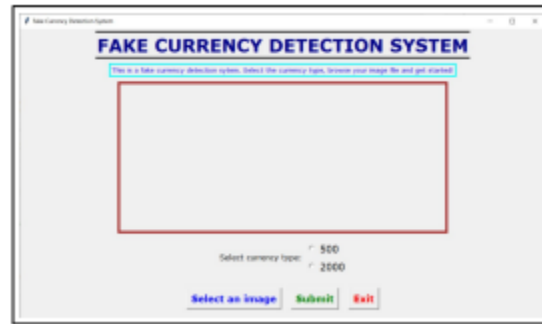 Fake Currency Detection System
FAKE CURRENCY DETECTION SYSTEM
This is a fake currency detection sytem. Select the currency type, browse your image file and get started!
Select currency type:
500
2000
Select an image Submit Exit